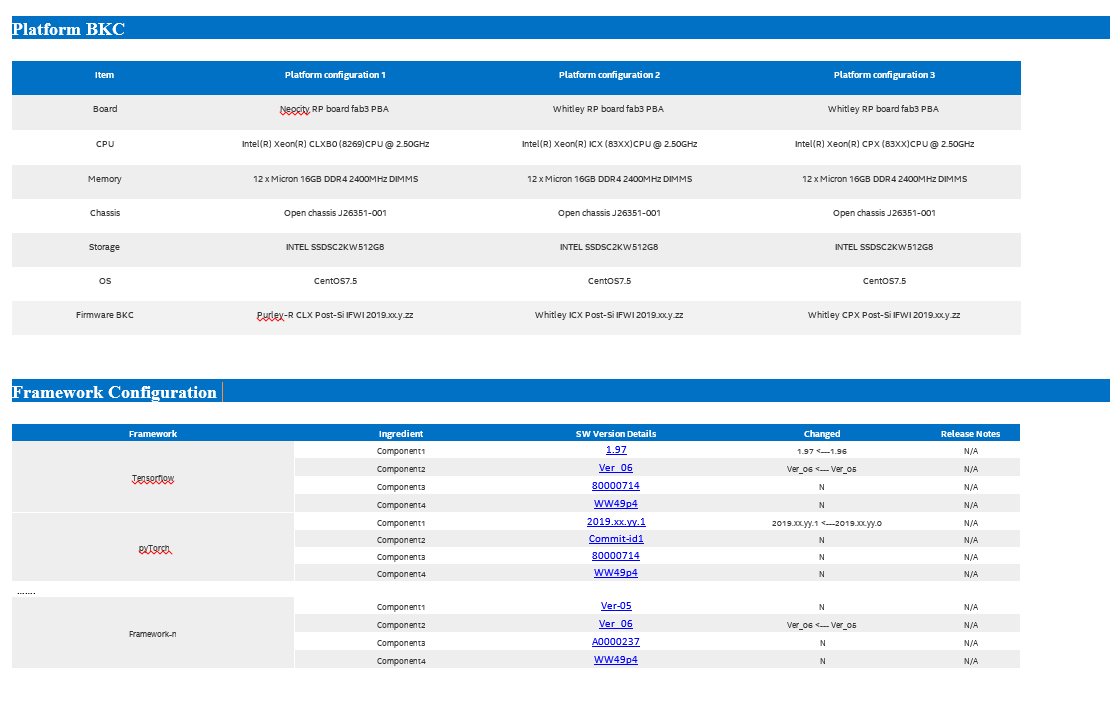 Platform BKC
Item Platform configuration 1 Platform configuration 2 Platform configuration 3
Board Neocity RP board fab3 PBA Whitley RP board fab3 PBA Whitley RP board fab3 PBA
CPU Intel(R) Xeon(R) CLXB0 (8269)CPU @ 2.50GHz Intel(R) Xeon(R) ICX (83XX)CPU @ 2.50GHz Intel(R) Xeon(R) CPX (83XX)CPU @ 2.50GHz
Memory 12 x Micron 16GB DDR4 2400MHz DIMMS 12 x Micron 16GB DDR4 2400MHz DIMMS 12 x Micron 16GB DDR4 2400MHz DIMMS
Chassis Open chassis J26351-001 Open chassis J26351-001 Open chassis J26351-001
Storage INTEL SSDSC2KW512G8 INTEL SSDSC2KW512G8 INTEL SSDSC2KW512G8
OS CentOS7.5 CentOS7.5 CentOS7.5
Firmware BKC Purley-R CLX Post-Si IFWI 2019.xx.y.zz Whitley ICX Post-Si IFWI 2019.xx.y.zz Whitley CPX Post-Si IFWI 2019.xx.y.zz
Framework Configuration
Framework Ingredient SW Version Details Changed Release Notes
Tensorflow
Component1 1.97 1.97 <---1.96 N/A
Component2 Ver_06 Ver_06 <--- Ver_05 N/A
Component3 80000714 N N/A
Component4 WW49p4 N N/A
pyTorch
Component1 2019.xx.yy.1 2019.xx.yy.1 <---2019.xx.yy.0 N/A
Component2 Commit-id1 N N/A
Component3 80000714 N N/A
Component4 WW49p4 N N/A
.......
Framework-n
Component1 Ver-05 N N/A
Component2 Ver_06 Ver_06 <--- Ver_05 N/A
Component3 A0000237 N N/A
Component4 WW49p4 N N/A